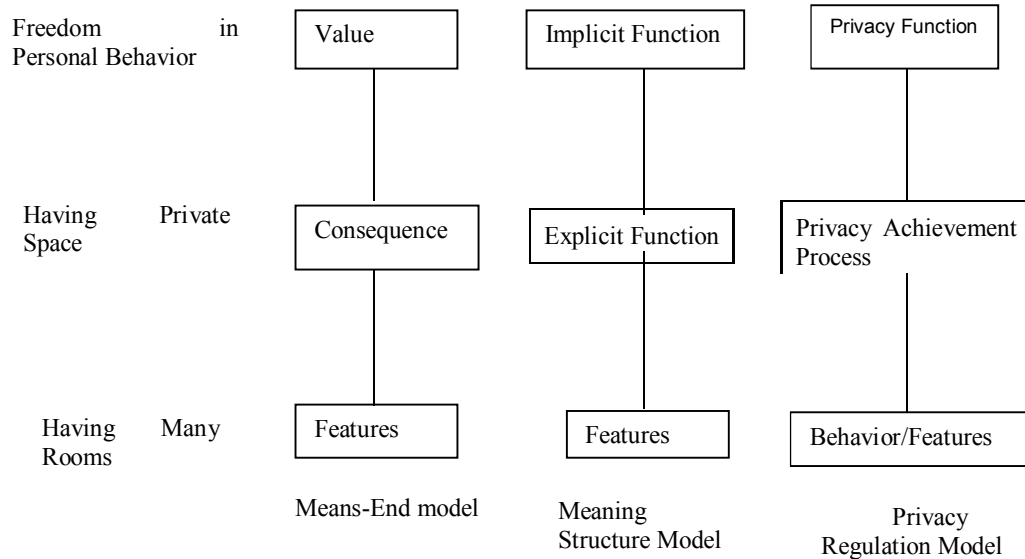 Freedom in
Personal Behavior
Value
Implicit Function
Privacy Function
Having Private
Space
Consequence
Explicit Function
Privacy Achievement
Process
Having Many
Rooms
Features
Features
Behavior/Features
Means-End model
Meaning
Structure Model
Privacy
Regulation Model